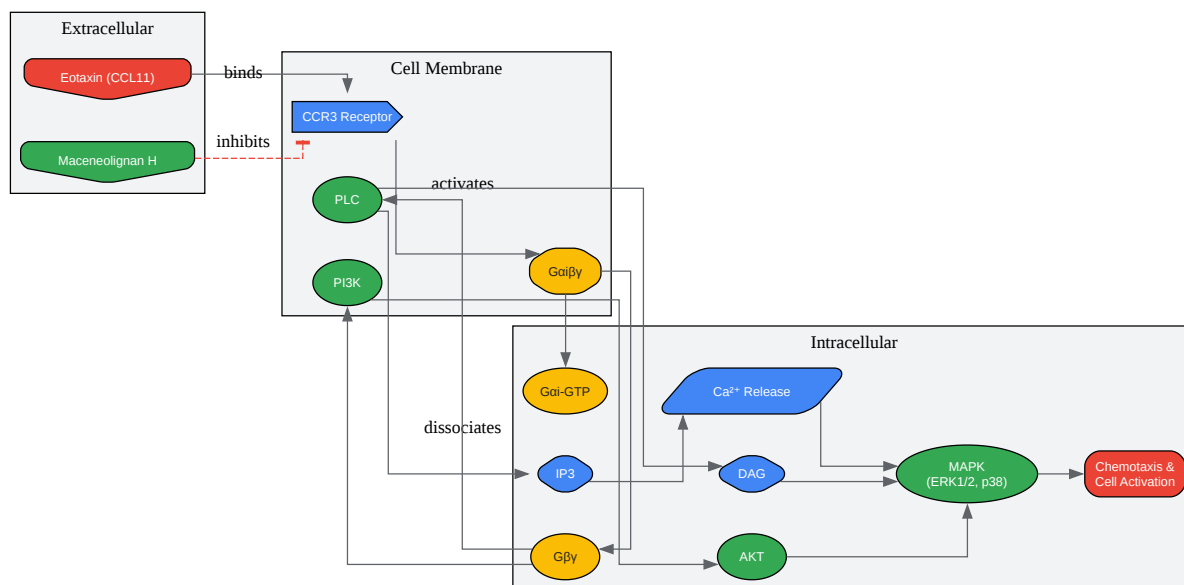 Extracellular
Eotaxin (CCL11)
binds
Cell Membrane
CCR3 Receptor
inhibits
Maceneolignan H
activates
PLC
Gαiβγ
PI3K
Intracellular
Gαi-GTP
Ca²⁺ Release
dissociates
IP3
DAG
MAPK
(ERK1/2, p38)
Chemotaxis &
Cell Activation
Gβγ
AKT